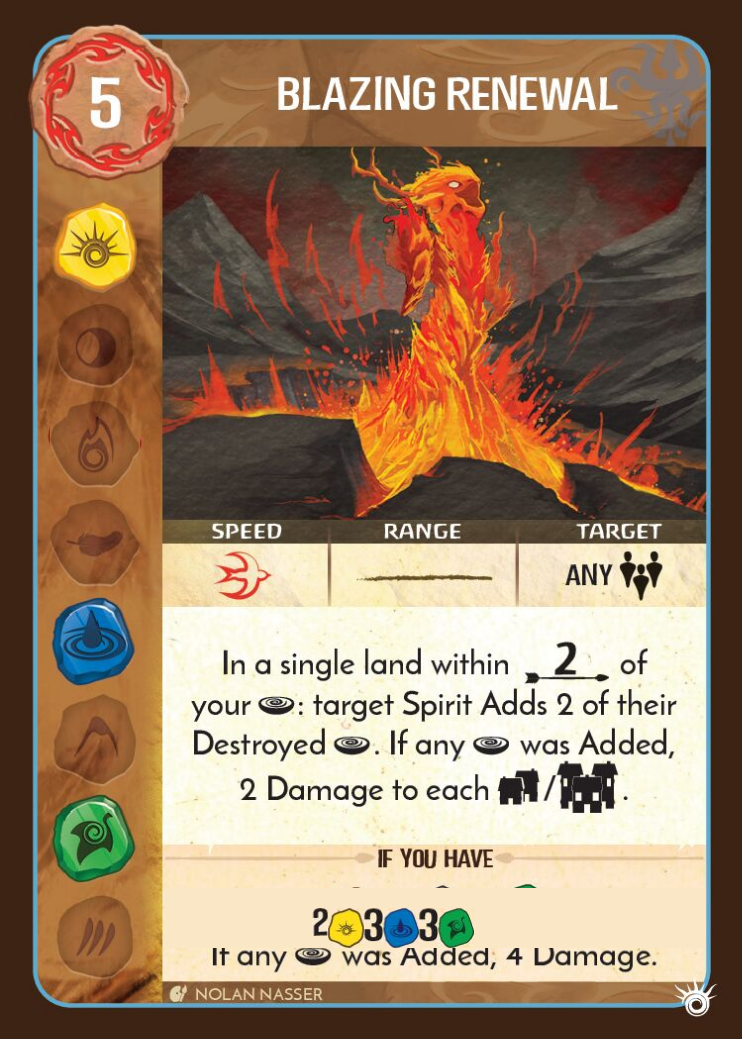 5
BLAZING RENEWAL
SPEED RANGE TARGET
ANY
In a single land within 2 of
your : target Spirit Adds 2 of their
Destroyed . If any was Added,
2 Damage to each / .
IF YOU HAVE
2 3 3
If any was Added, 4 Damage.
NOLAN NASSER